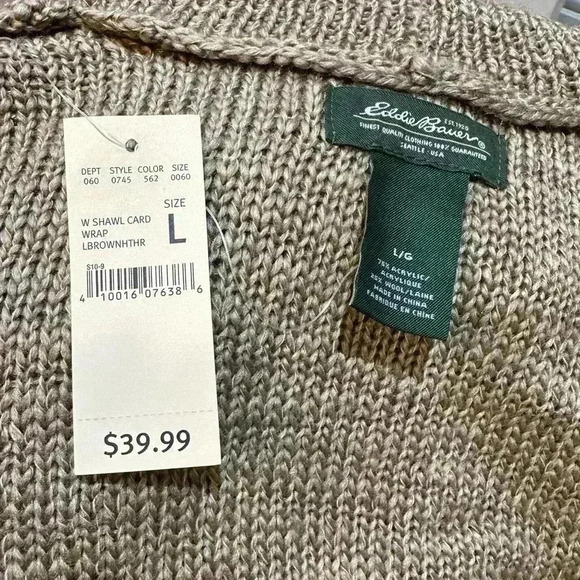 DEPT STYLE COLOR SIZE
060 0745 562 0060
SIZE
W SHAWL CARD
WRAP
LBROWNHTHR
L
S10-9
4 10016 07638 6
$39.99
Eddie Bauer®
EST. 1920
FINEST QUALITY CLOTHING 100% GUARANTEED
SEATTLE · USA
L/G
75% ACRYLIC/
ACRYLIQUE
25% WOOL/LAINE
MADE IN CHINA
FABRIQUÉ EN CHINE